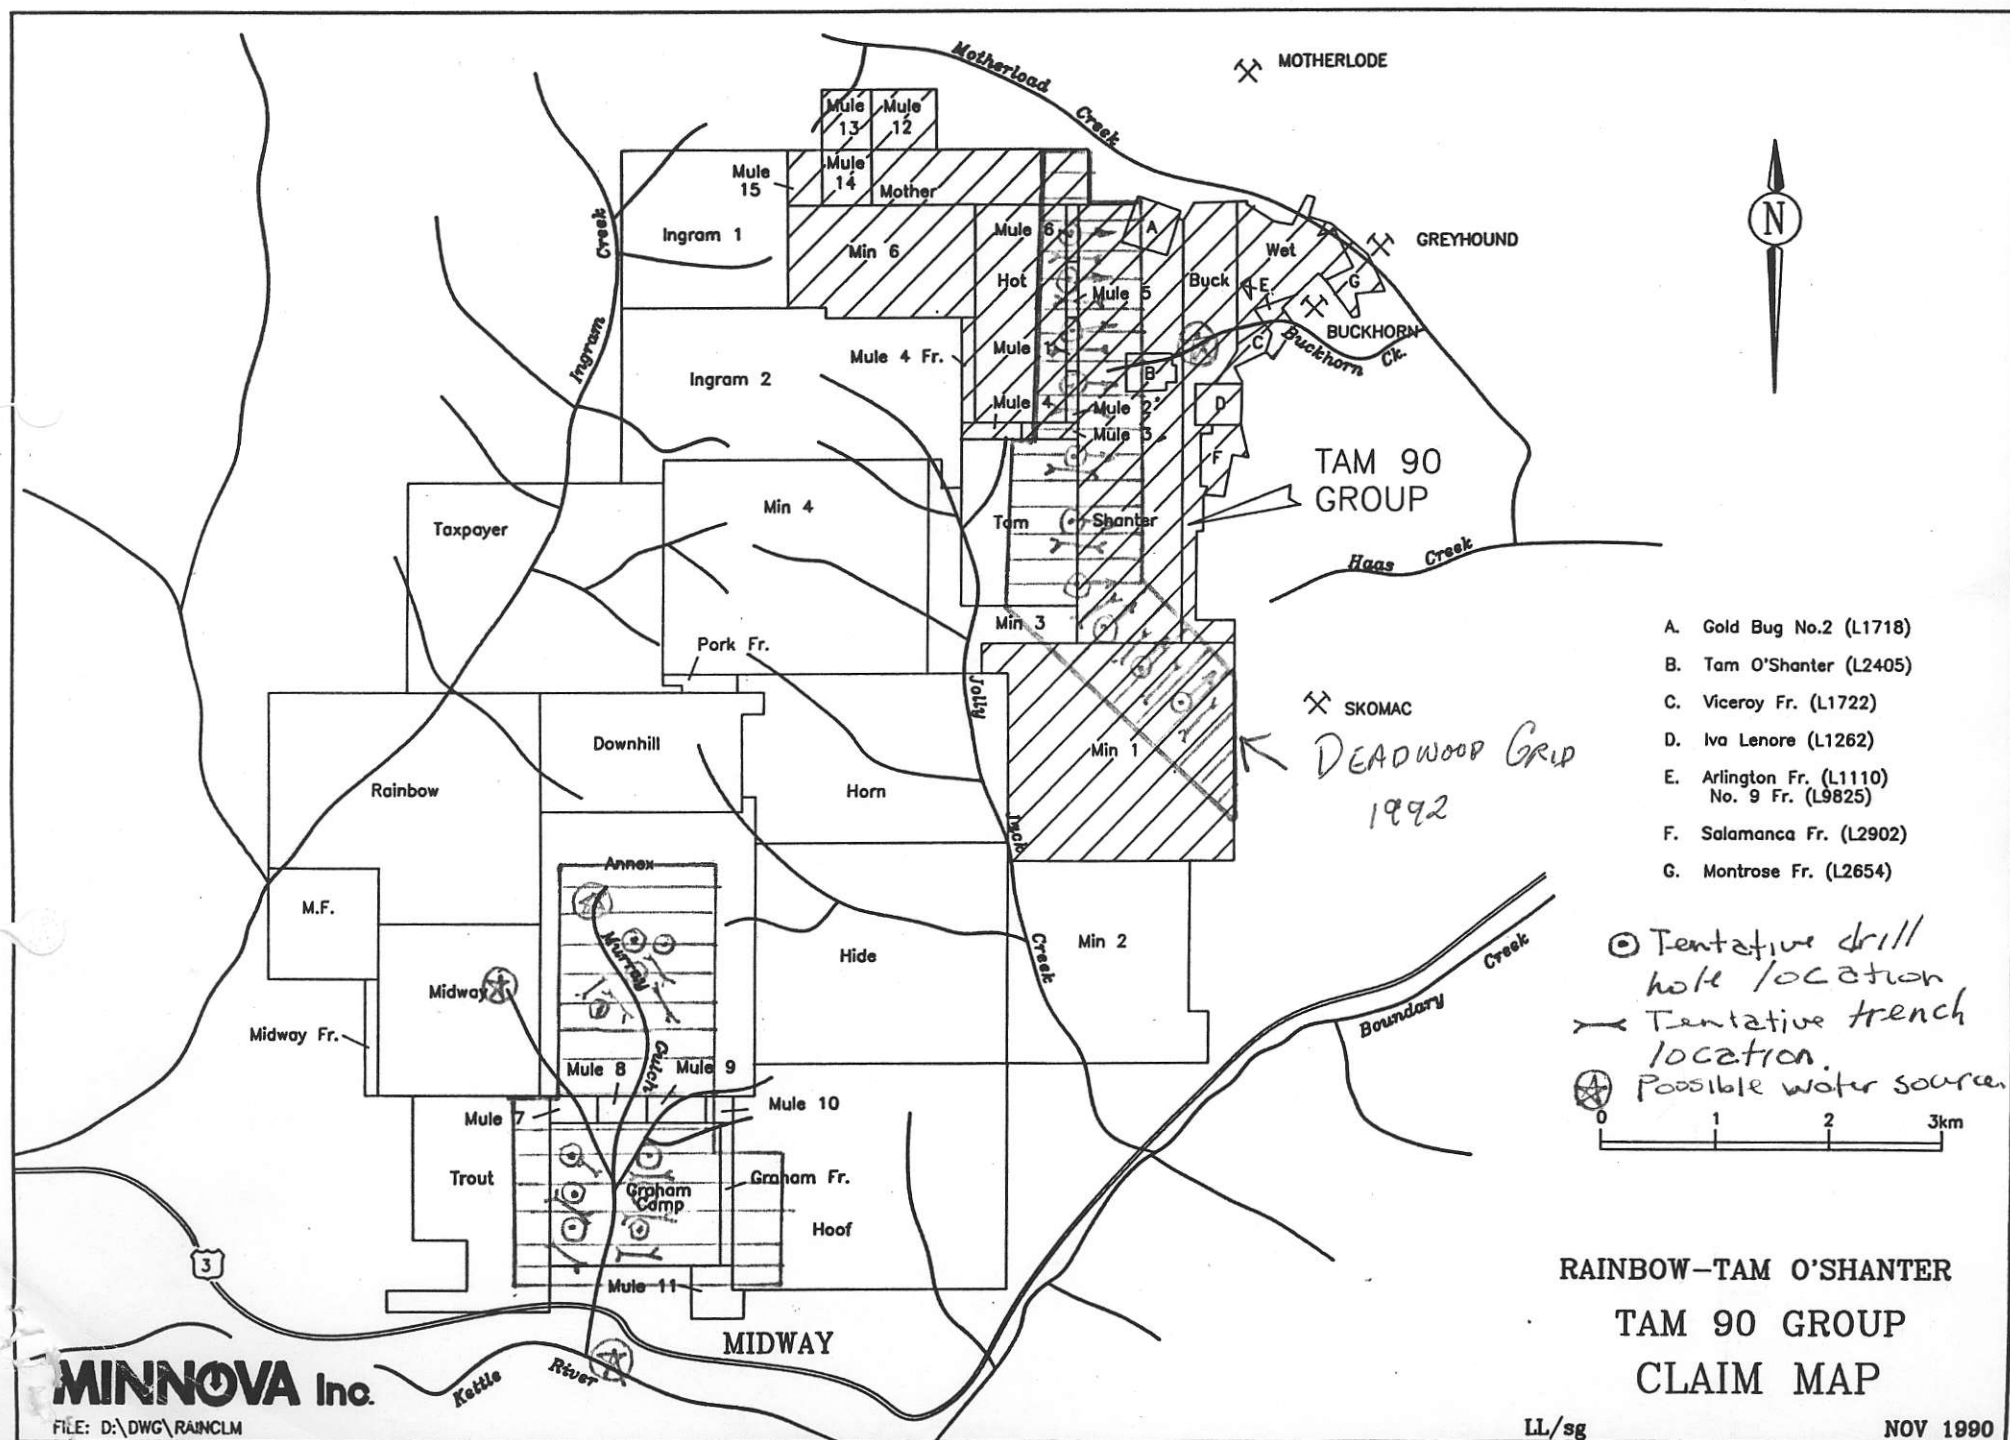 Motherload
Creek
MOTHERLODE
Mule
13
Mule
12
Mule
15
Mule
14
Mother
Ingram 1
Min 6
Mule 6
Hot
Mule 5
A
Buck
Wet
E.
G
GREYHOUND
BUCKHORN
Buckhorn Ck.
C
Creek
Ingram
Ingram 2
Mule 4 Fr.
Mule 1
B
Mule 4
Mule 2
Mule 3
D
F
TAM 90
GROUP
N
Taxpayer
Min 4
Tam
Shanter
Haas Creek
Min 3
Pork Fr.
Jolly
Jack
Creek
Downhill
Rainbow
Horn
Min 1
SKOMAC
DEADWOOD GRID
1992
A. Gold Bug No.2 (L1718)
B. Tam O'Shanter (L2405)
C. Viceroy Fr. (L1722)
D. Iva Lenore (L1262)
E. Arlington Fr. (L1110)
No. 9 Fr. (L9825)
F. Salamanca Fr. (L2902)
G. Montrose Fr. (L2654)
Annex
M.F.
Murray
Gulch
Hide
Min 2
Midway
Midway Fr.
Boundary
Creek
Tentative drill
hole location
Tentative trench
location.
Possible water sources
0 1 2 3km
Mule 8
Mule 9
Mule 7
Mule 10
Trout
Graham
Camp
Graham Fr.
Hoof
Mule 11
3
MIDWAY
Kettle
River
RAINBOW-TAM O'SHANTER
TAM 90 GROUP
CLAIM MAP
MINNOVA Inc.
FILE: D:\DWG\RAINCLM
LL/sg
NOV 1990